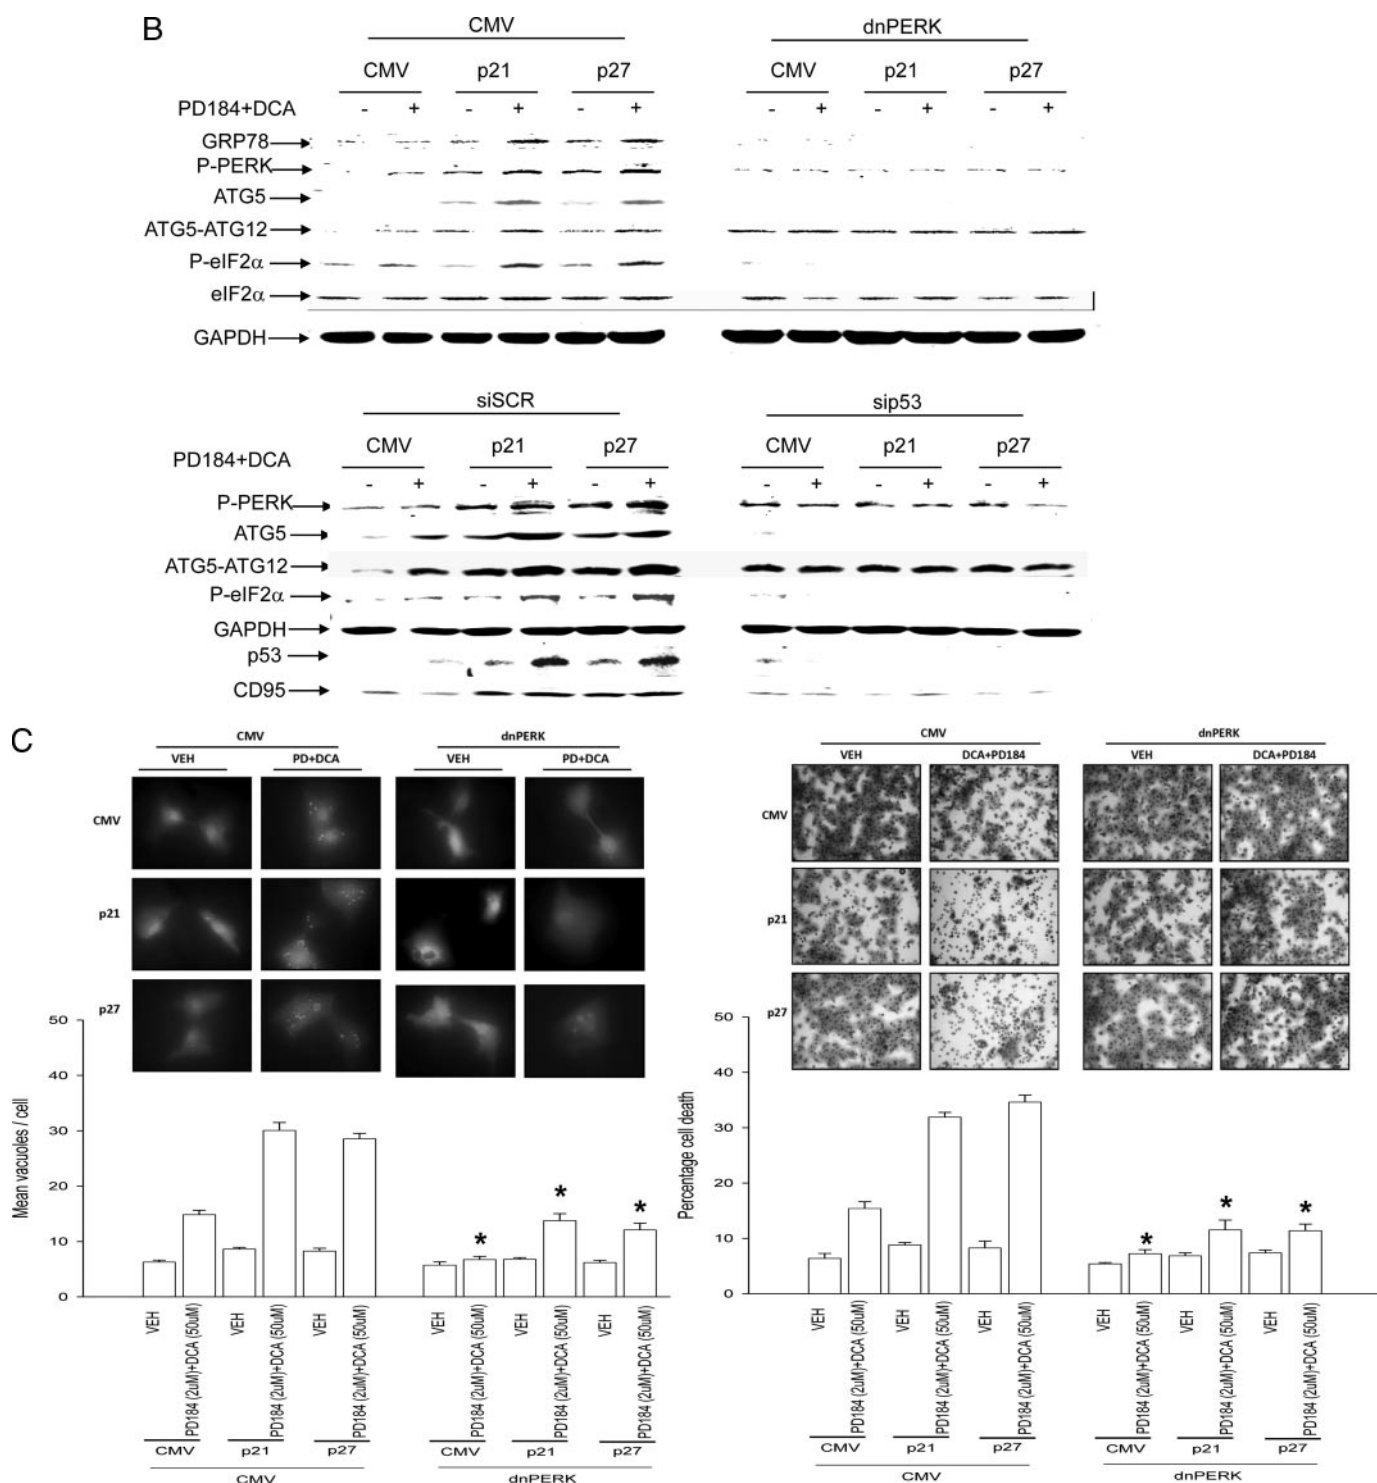 B
CMV dnPERK
CMV p21 p27 CMV p21 p27
PD184+DCA - + - + - + - + - + - +
GRP78
P-PERK
ATG5
ATG5-ATG12
P-eIF2α
eIF2α
GAPDH
siSCR sip53
CMV p21 p27 CMV p21 p27
PD184+DCA
- + - + - + - + - + - +
P-PERK
ATG5
ATG5-ATG12
P-eIF2α
GAPDH
p53
CD95
C
CMV dnPERK
VEH PD+DCA VEH PD+DCA
CMV
p21
p27
50
40
30
20
10
0
Mean vacuoles / cell
* * *
VEH
PD184 (2uM)+DCA (50uM)
VEH
PD184 (2uM)+DCA (50uM)
VEH
PD184 (2uM)+DCA (50uM)
VEH
PD184 (2uM)+DCA (50uM)
VEH
PD184 (2uM)+DCA (50uM)
VEH
PD184 (2uM)+DCA (50uM)
CMV p21 p27 CMV p21 p27
CMV dnPERK
CMV dnPERK
VEH DCA+PD184 VEH DCA+PD184
CMV
p21
p27
50
40
30
20
10
0
Percentage cell death
* * *
VEH
PD184 (2uM)+DCA (50uM)
VEH
PD184 (2uM)+DCA (50uM)
VEH
PD184 (2uM)+DCA (50uM)
VEH
PD184 (2uM)+DCA (50uM)
VEH
PD184 (2uM)+DCA (50uM)
VEH
PD184 (2uM)+DCA (50uM)
CMV p21 p27 CMV p21 p27
CMV dnPERK